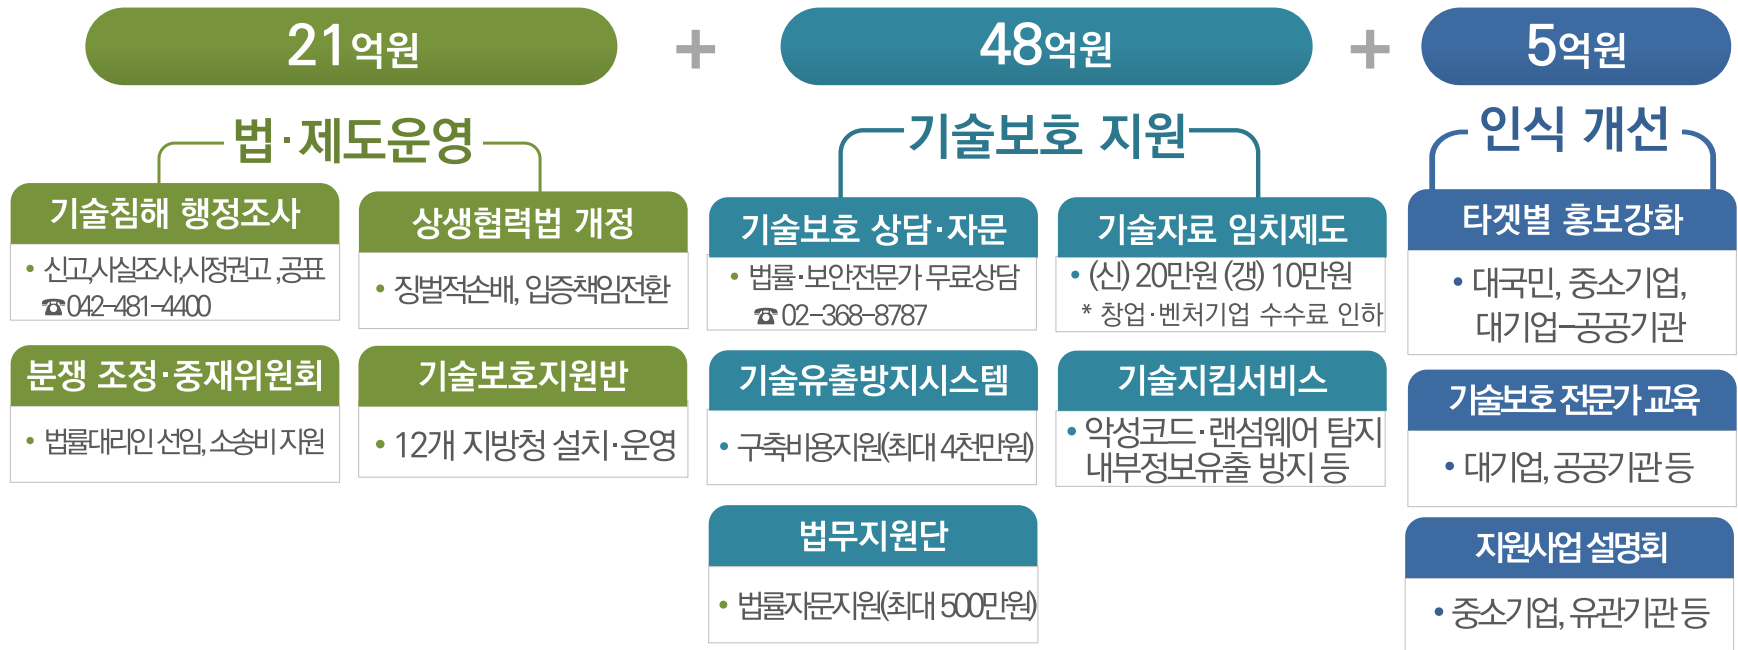 21억원 + 48억원 + 5억원
법·제도운영
기술침해 행정조사
• 신고,사실조사,시정권고 ,공표
☎042-481-4400
상생협력법 개정
• 징벌적손배, 입증책임전환
분쟁 조정·중재위원회
• 법률대리인 선임, 소송비 지원
기술보호지원반
• 12개 지방청 설치·운영
기술보호 지원
기술보호 상담·자문
• 법률·보안전문가 무료상담
☎02-368-8787
기술자료 임치제도
• (신) 20만원 (갱) 10만원
* 창업·벤처기업 수수료 인하
기술유출방지시스템
• 구축비용지원(최대 4천만원)
기술지킴서비스
• 악성코드·랜섬웨어 탐지
내부정보유출 방지 등
법무지원단
• 법률자문지원(최대 500만원)
인식 개선
타겟별 홍보강화
• 대국민, 중소기업,
대기업-공공기관
기술보호 전문가 교육
• 대기업, 공공기관 등
지원사업 설명회
• 중소기업, 유관기관 등